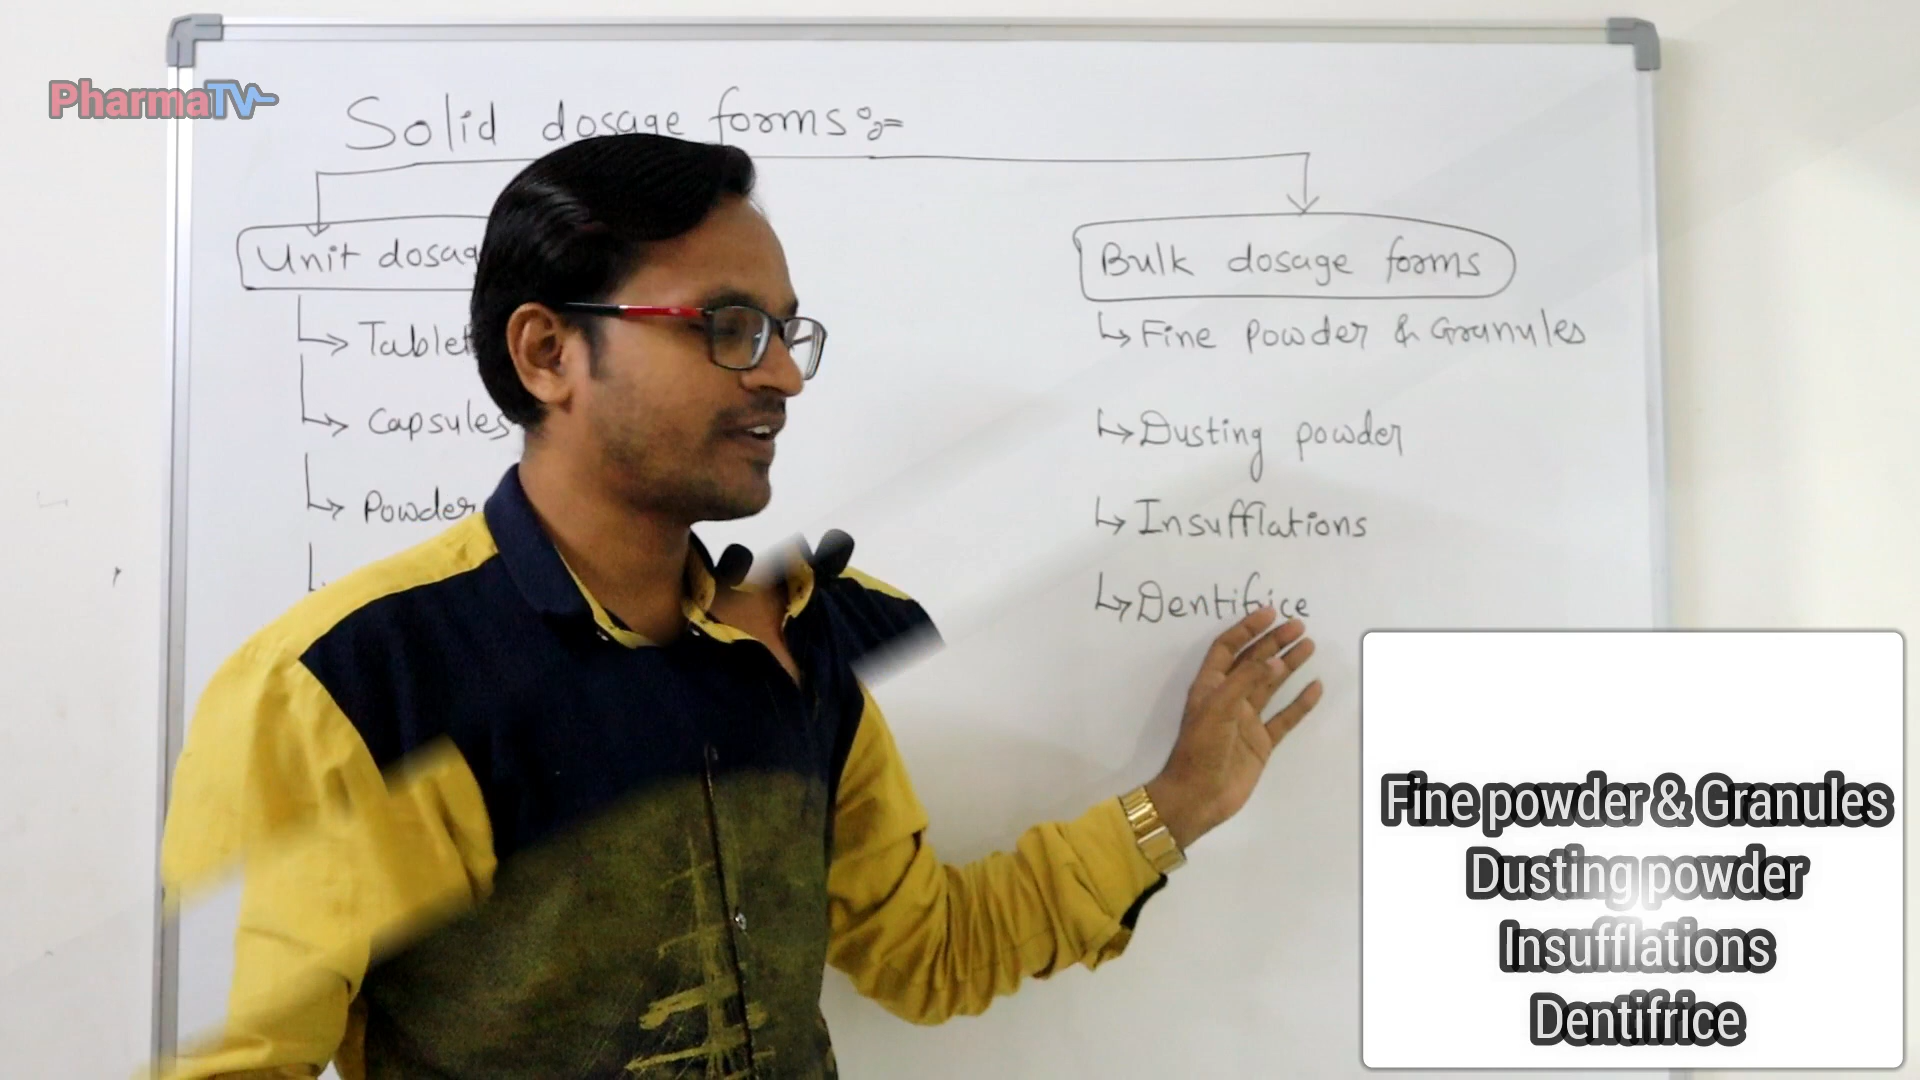 PharmaTV
Solid dosage forms:-
Unit dosag
Tablet
Capsules
Powder
Bulk dosage forms
Fine powder & Granules
Dusting powder
Insufflations
Dentifrice
Fine powder & Granules
Dusting powder
Insufflations
Dentifrice